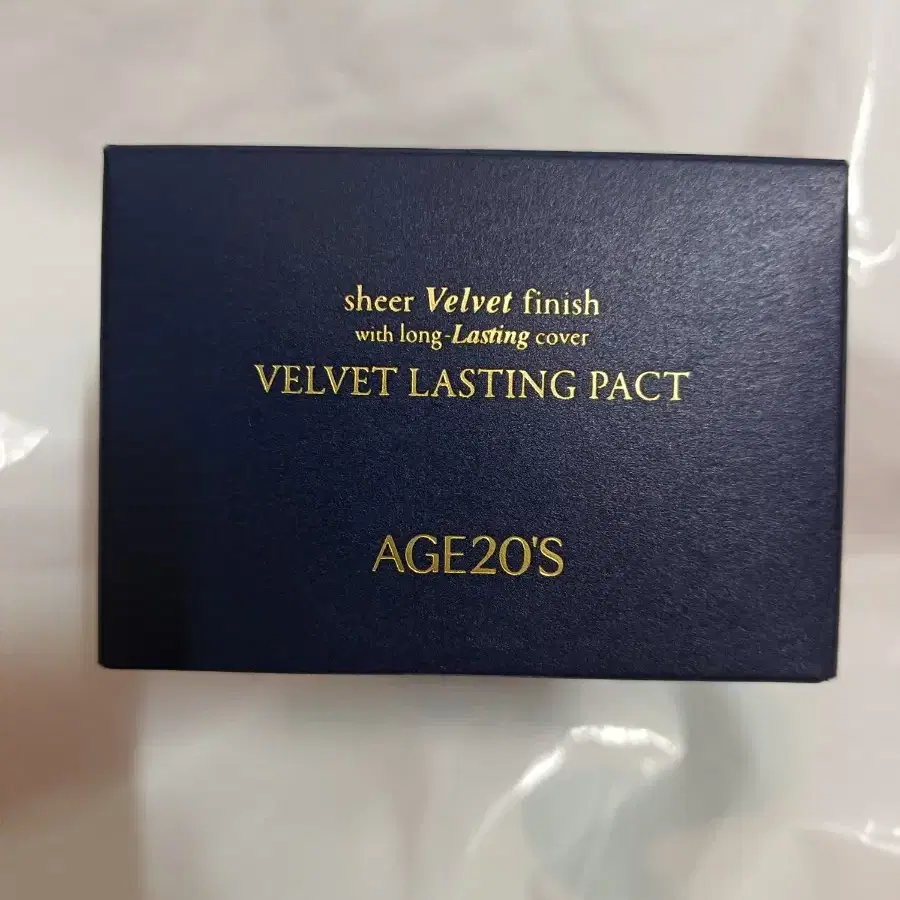 sheer Velvet finish
with long-Lasting cover
VELVET LASTING PACT
AGE20'S